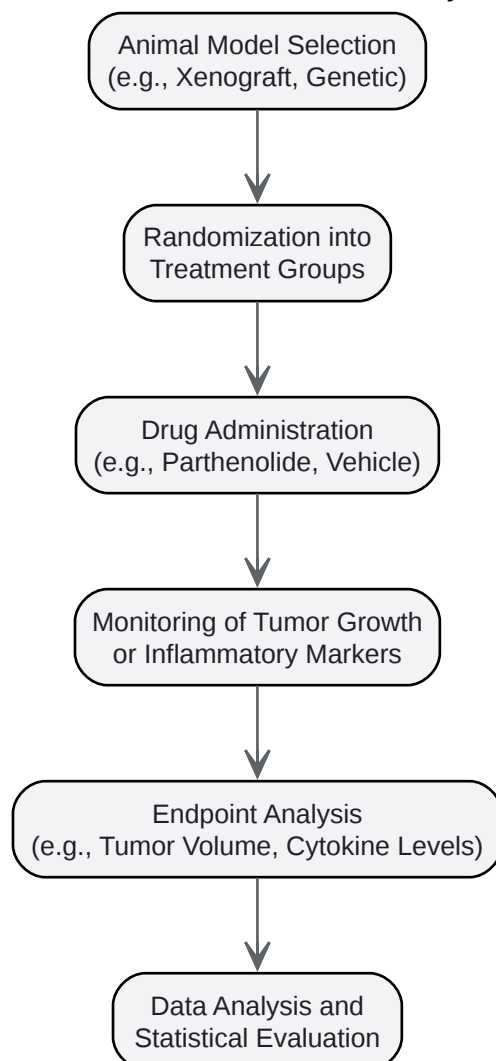 Animal Model Selection
(e.g., Xenograft, Genetic)
Randomization into
Treatment Groups
Drug Administration
(e.g., Parthenolide, Vehicle)
Monitoring of Tumor Growth
or Inflammatory Markers
Endpoint Analysis
(e.g., Tumor Volume, Cytokine Levels)
Data Analysis and
Statistical Evaluation